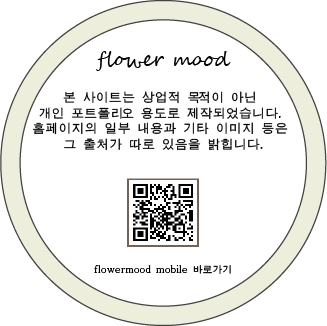 flower mood
본 사이트는 상업적 목적이 아닌
개인 포트폴리오 용도로 제작되었습니다.
홈페이지의 일부 내용과 기타 이미지 등은
그 출처가 따로 있음을 밝힙니다.
flowermood mobile 바로가기